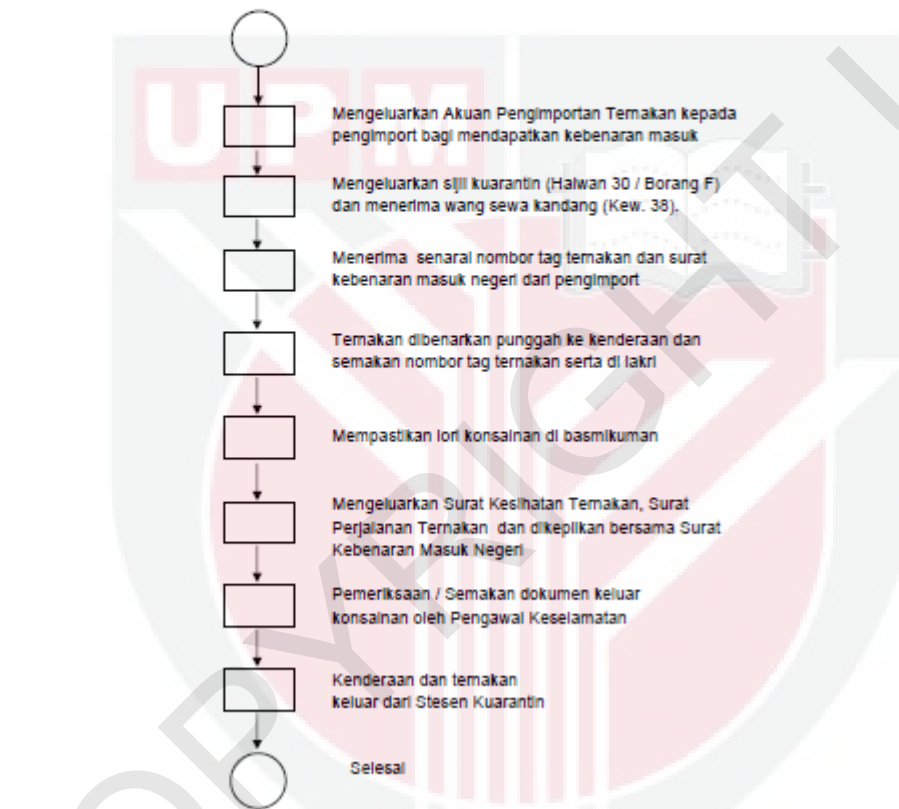 UPM
Mengeluarkan Akuan Pengimportan Ternakan kepada
pengimport bagi mendapatkan kebenaran masuk
Mengeluarkan sijil kuarantin (Haiwan 30 / Borang F)
dan menerima wang sewa kandang (Kew. 38).
Menerima senarai nombor tag ternakan dan surat
kebenaran masuk negeri dari pengimport
Ternakan dibenarkan punggah ke kenderaan dan
semakan nombor tag ternakan serta di lakri
Mempastikan lori konsainan di basmikuman
Mengeluarkan Surat Kesihatan Ternakan, Surat
Perjalanan Ternakan dan dikepilkan bersama Surat
Kebenaran Masuk Negeri
Pemeriksaan / Semakan dokumen keluar
konsainan oleh Pengawal Keselamatan
Kenderaan dan ternakan
keluar dari Stesen Kuarantin
Selesai
COPYRIGHT U